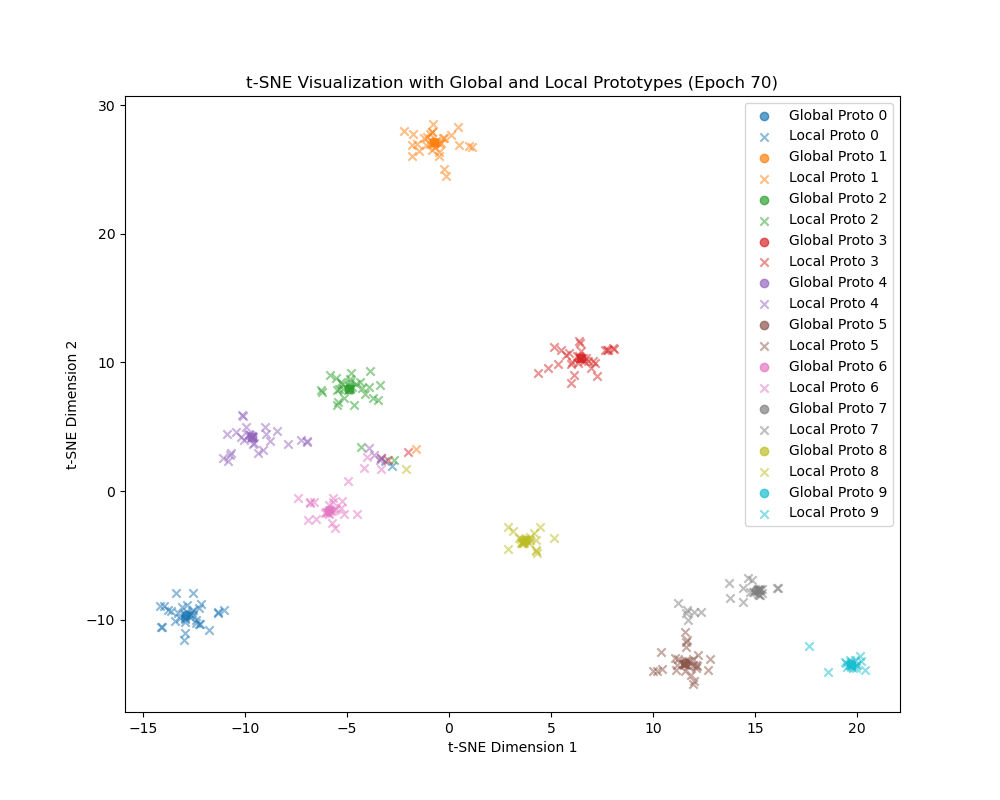 t-SNE Visualization with Global and Local Prototypes (Epoch 70)
30
20
10
0
−10
t-SNE Dimension 2
−15
−10
−5
0
5
10
15
20
t-SNE Dimension 1
Global Proto 0
Local Proto 0
Global Proto 1
Local Proto 1
Global Proto 2
Local Proto 2
Global Proto 3
Local Proto 3
Global Proto 4
Local Proto 4
Global Proto 5
Local Proto 5
Global Proto 6
Local Proto 6
Global Proto 7
Local Proto 7
Global Proto 8
Local Proto 8
Global Proto 9
Local Proto 9